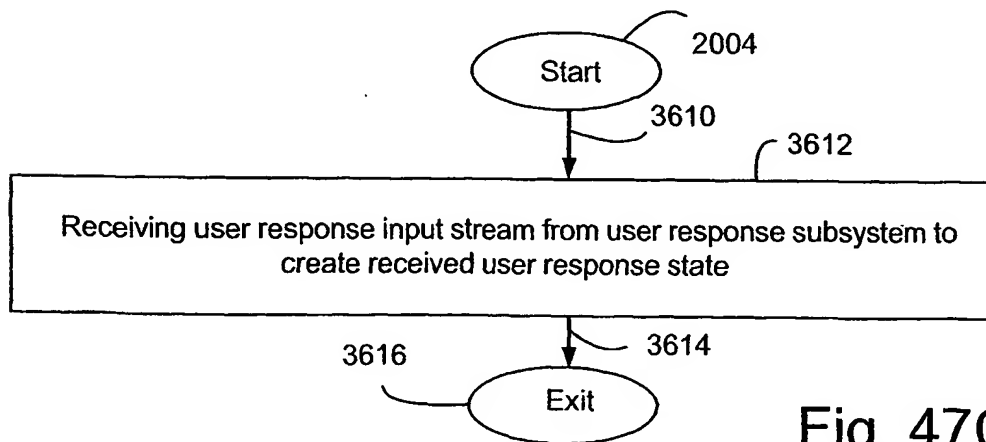 2004
Start
3610
3612
Receiving user response input stream from user response subsystem to
create received user response state
3614
3616
Exit